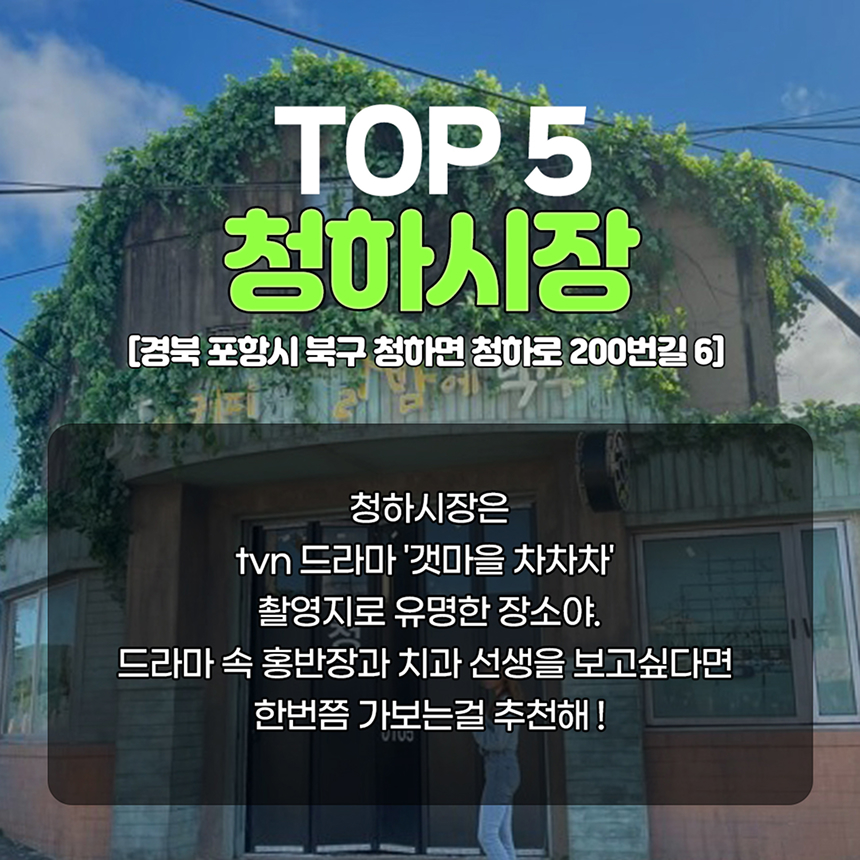 TOP 5
청하시장
[경북 포항시 북구 청하면 청하로 200번길 6]
청하시장은
tvn 드라마 '갯마을 차차차'
촬영지로 유명한 장소야.
드라마 속 홍반장과 치과 선생을 보고싶다면
한번쯤 가보는걸 추천해!